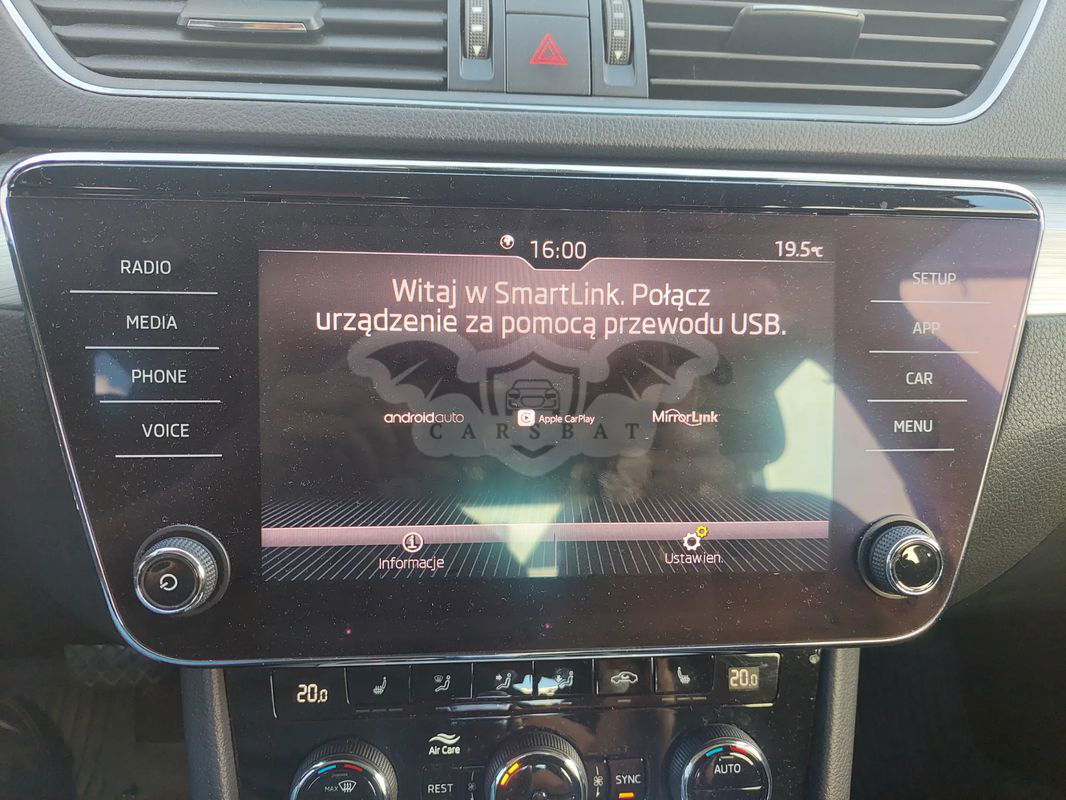 16:00
19.5°C
RADIO
MEDIA
PHONE
VOICE
Witaj w SmartLink. Połącz
urządzenie za pomocą przewodu USB.
androidauto
Apple CarPlay
MirrorLink
CARSBAT
Informacje
Ustawien.
SETUP
APP
CAR
MENU
20.0
20.0
Air Care
MAX
REST
SYNC
AUTO